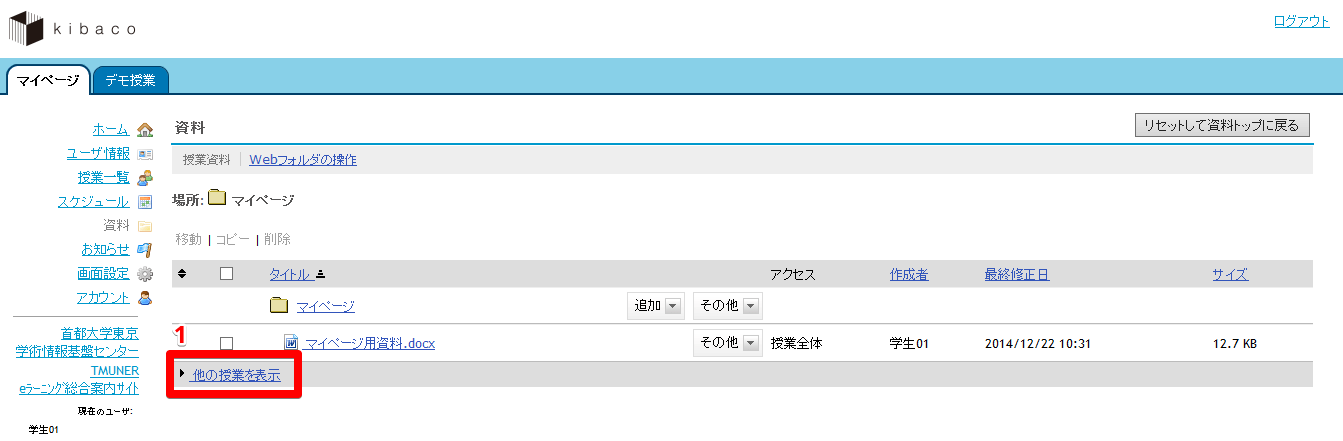 kibaco
ログアウト
マイページ デモ授業
ホーム
ユーザ情報
授業一覧
スケジュール
資料
お知らせ
画面設定
アカウント
首都大学東京
学術情報基盤センター
TMUNER
eラーニング総合案内サイト
現在のユーザ:
学生01
資料 リセットして資料トップに戻る
授業資料 Webフォルダの操作
場所: マイページ
移動 | コピー | 削除
タイトル アクセス 作成者 最終修正日 サイズ
マイページ 追加 その他
1
マイページ用資料.docx その他 授業全体 学生01 2014/12/22 10:31 12.7 KB
他の授業を表示